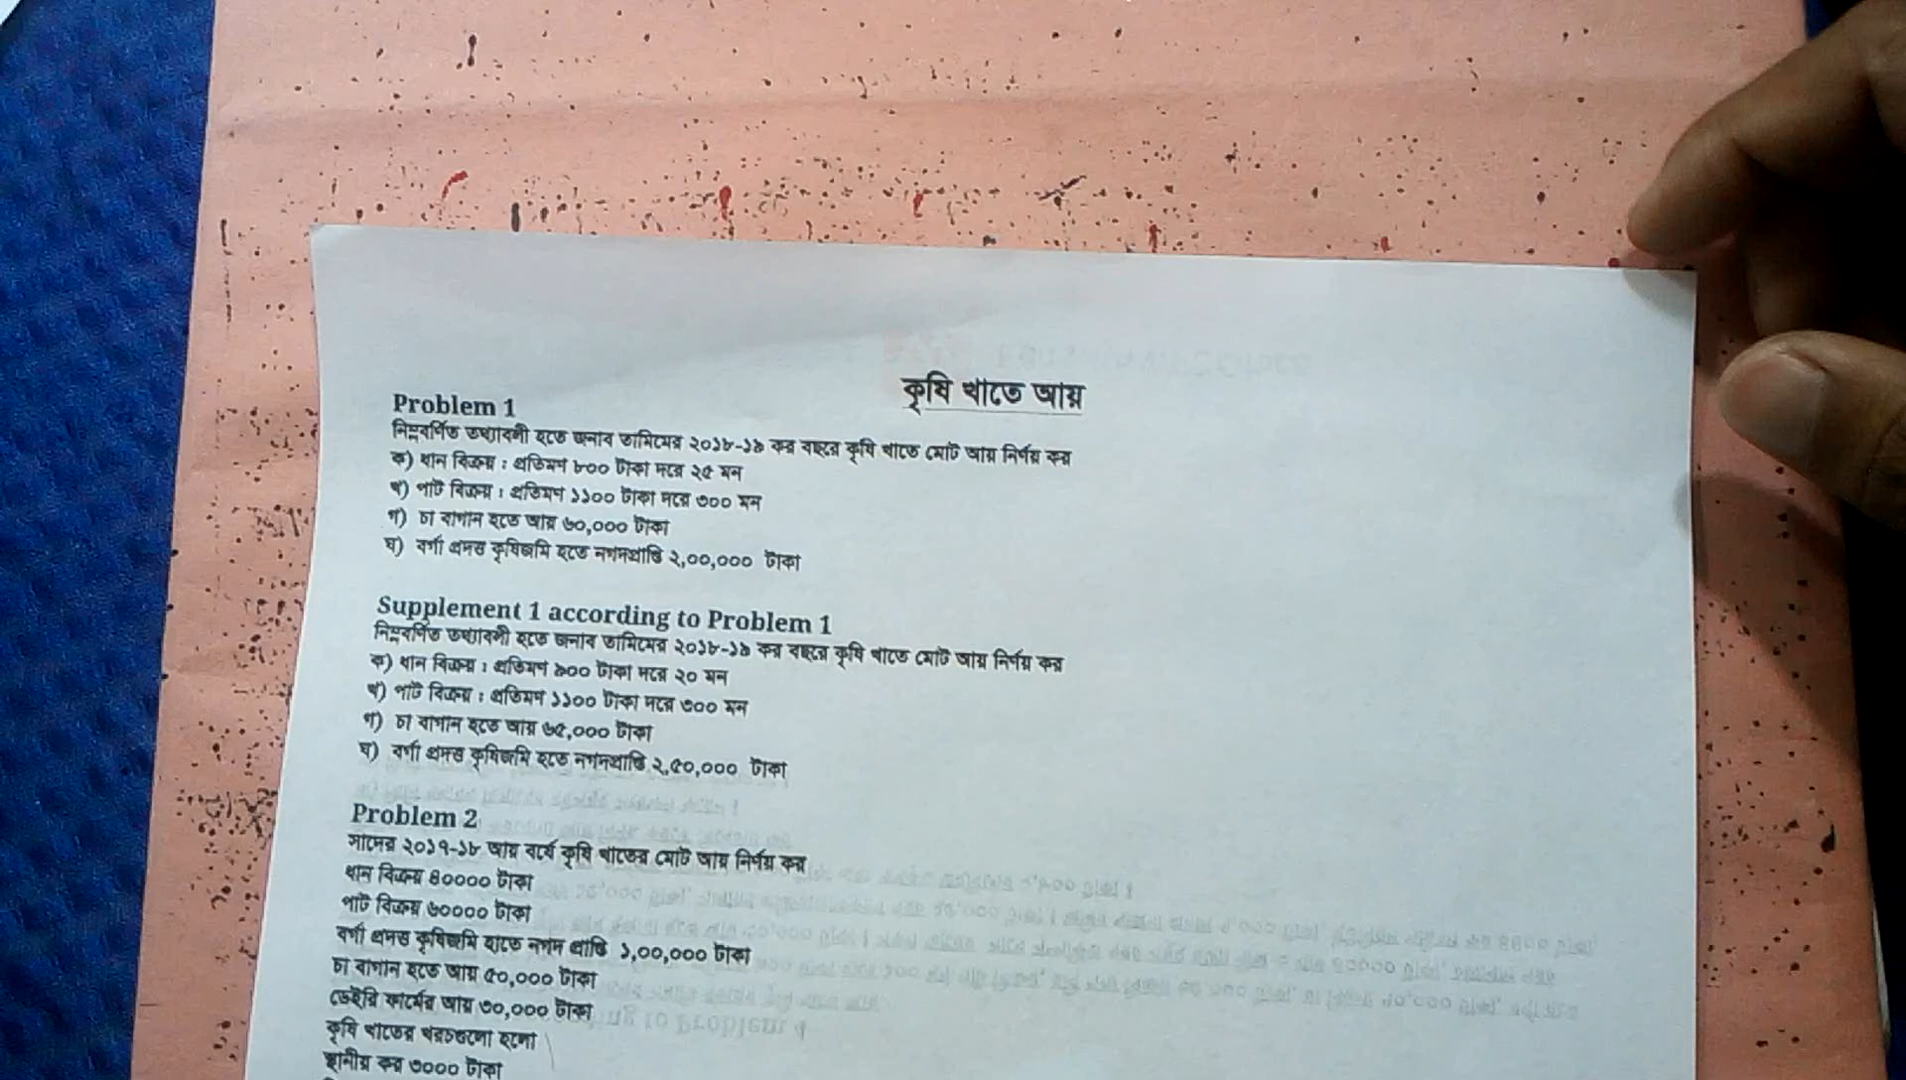 কৃষি খাতে আয়
Problem 1
নিম্নবর্ণিত তথ্যাবলী হতে জনাব তামিমের ২০১৮-১৯ কর বছরে কৃষি খাতে মোট আয় নির্ণয় কর
ক) ধান বিক্রয় : প্রতিমণ ৮০০ টাকা দরে ২৫ মন
খ) পাট বিক্রয় : প্রতিমণ ১১০০ টাকা দরে ৩০০ মন
গ) চা বাগান হতে আয় ৬০,০০০ টাকা
ঘ) বর্গা প্রদত্ত কৃষিজমি হতে নগদপ্রাপ্তি ২,০০,০০০ টাকা
Supplement 1 according to Problem 1
নিম্নবর্ণিত তথ্যাবলী হতে জনাব তামিমের ২০১৮-১৯ কর বছরে কৃষি খাতে মোট আয় নির্ণয় কর
ক) ধান বিক্রয় : প্রতিমণ ৯০০ টাকা দরে ২০ মন
খ) পাট বিক্রয় : প্রতিমণ ১১০০ টাকা দরে ৩০০ মন
গ) চা বাগান হতে আয় ৬৫,০০০ টাকা
ঘ) বর্গা প্রদত্ত কৃষিজমি হতে নগদপ্রাপ্তি ২,৫০,০০০ টাকা
Problem 2
সাদের ২০১৭-১৮ আয় বর্ষে কৃষি খাতের মোট আয় নির্ণয় কর
ধান বিক্রয় ৪০০০০ টাকা
পাট বিক্রয় ৬০০০০ টাকা
বর্গা প্রদত্ত কৃষিজমি হাতে নগদ প্রাপ্তি ১,০০,০০০ টাকা
চা বাগান হতে আয় ৫০,০০০ টাকা
ডেইরি ফার্মের আয় ৩০,০০০ টাকা
কৃষি খাতের খরচগুলো হলো
স্থানীয় কর ৩০০০ টাকা